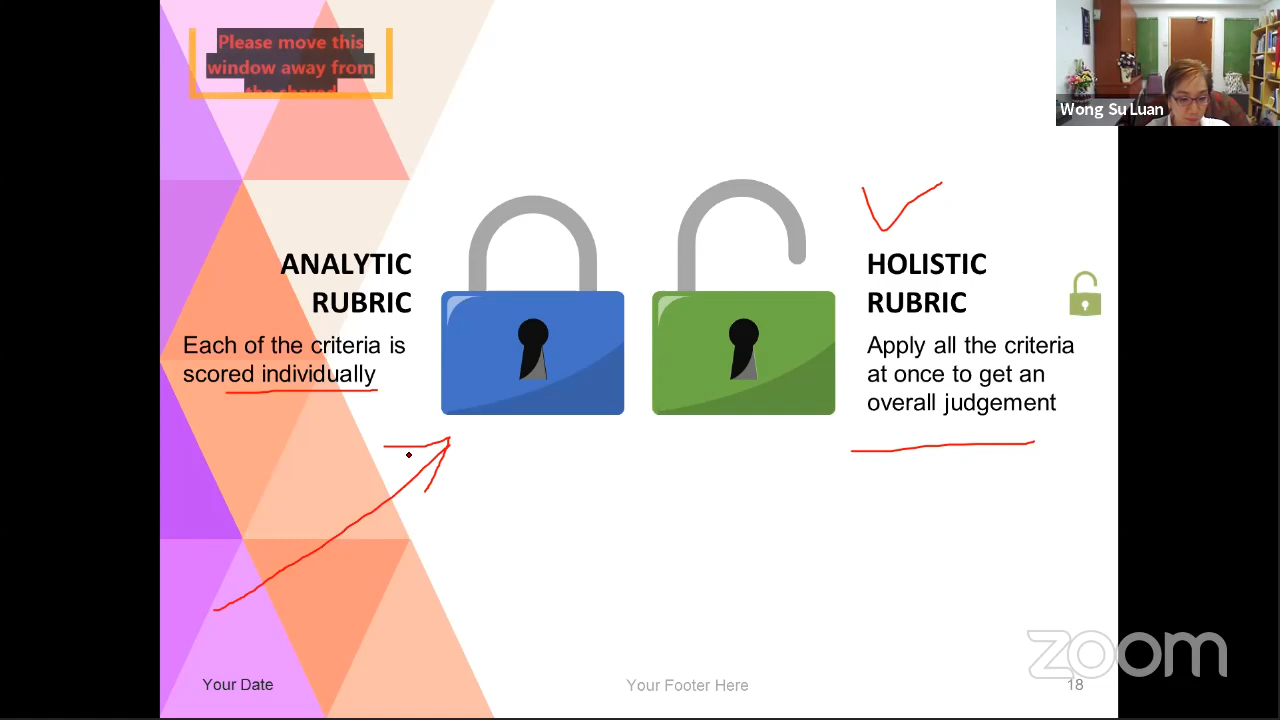 Please move this
window away from
the shared
Wong Su Luan
ANALYTIC
RUBRIC
Each of the criteria is
scored individually
HOLISTIC
RUBRIC
Apply all the criteria
at once to get an
overall judgement
zoom
Your Date
Your Footer Here
18